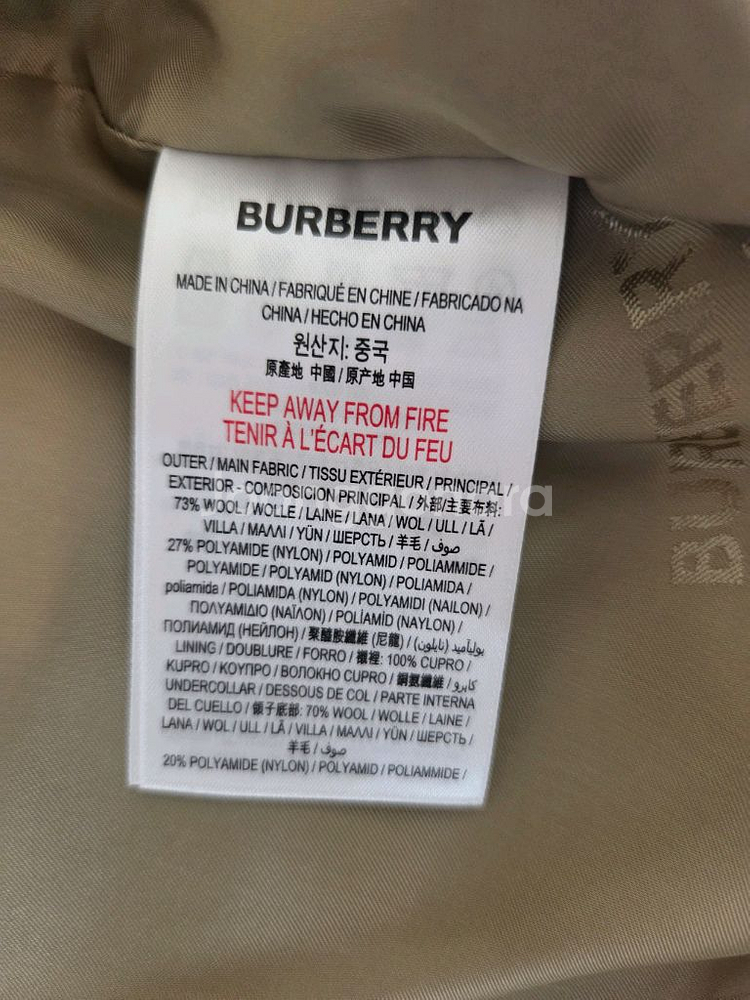 BURBERRY
MADE IN CHINA / FABRIQUÉ EN CHINE / FABRICADO NA
CHINA / HECHO EN CHINA
원산지: 중국
原產地 中國 / 原产地 中国
KEEP AWAY FROM FIRE
TENIR À L'ÉCART DU FEU
OUTER / MAIN FABRIC / TISSU EXTÉRIEUR / PRINCIPAL /
EXTERIOR - COMPOSICION PRINCIPAL / 外部/主要布料:
73% WOOL / WOLLE / LAINE / LANA / WOL / ULL / LÃ /
VILLA / ΜΑΛΛΙ / YÜN / ШЕРСТЬ / 羊毛 / صوف
27% POLYAMIDE (NYLON) / POLYAMID / POLIAMMIDE /
POLYAMIDE / POLYAMID (NYLON) / POLIAMIDA /
poliamida / POLIAMIDA (NYLON) / POLYAMIDI (NAILON) /
ΠΟΛΥΑΜΙΔΙΟ (ΝΑΪΛΟΝ) / POLİAMİD (NAYLON) /
ПОЛИАМИД (НЕЙЛОН) / 聚醯胺纖維 (尼龍) / بوليآميد (نايلون)
LINING / DOUBLURE / FORRO / 襯裡: 100% CUPRO /
KUPRO / ΚΟΥΠΡΟ / ВОЛОКНО CUPRO / 銅氨纖維 / كابرو
UNDERCOLLAR / DESSOUS DE COL / PARTE INTERNA
DEL CUELLO / 領子底部: 70% WOOL / WOLLE / LAINE /
LANA / WOL / ULL / LÃ / VILLA / ΜΑΛΛΙ / YÜN / ШЕРСТЬ /
羊毛 / صوف
20% POLYAMIDE (NYLON) / POLYAMID / POLIAMMIDE /
BURBERRY